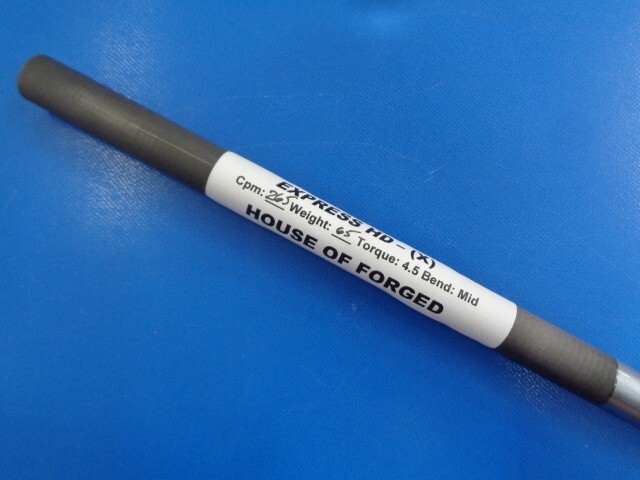 EXPRESS HD - (X)
Cpm: 265 Weight: 65 Torque: 4.5 Bend: Mid
HOUSE OF FORGED